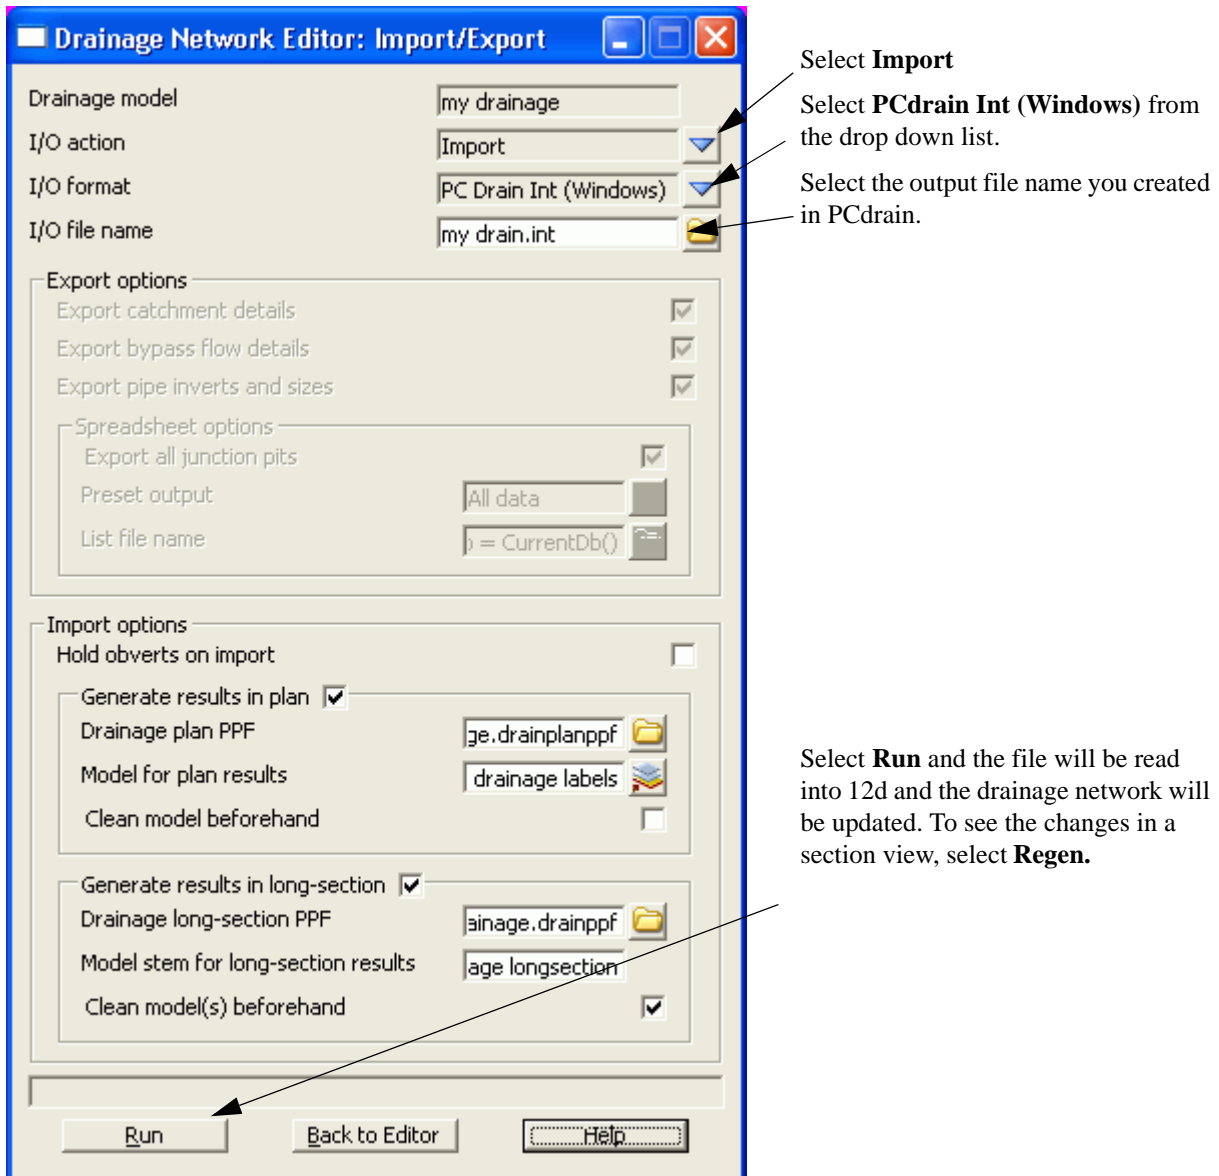 Drainage Network Editor: Import/Export
Select Import
Drainage model my drainage
Select PCdrain Int (Windows) from
the drop down list.
I/O action Import
I/O format PC Drain Int (Windows)
Select the output file name you created
in PCdrain.
I/O file name my drain.int
Export options
Export catchment details
Export bypass flow details
Export pipe inverts and sizes
Spreadsheet options
Export all junction pits
Preset output All data
List file name = CurrentDb()
Import options
Hold obverts on import
Generate results in plan
Drainage plan PPF ge.drainplanppf
Model for plan results drainage labels
Clean model beforehand
Select Run and the file will be read
into 12d and the drainage network will
be updated. To see the changes in a
section view, select Regen.
Generate results in long-section
Drainage long-section PPF ainage.drainppf
Model stem for long-section results age longsection
Clean model(s) beforehand
Run Back to Editor Help